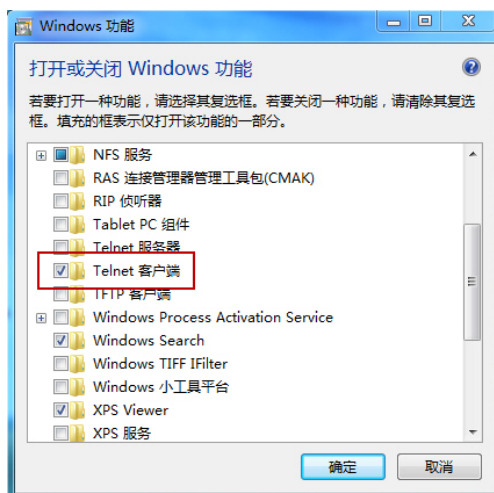 Windows 功能
打开或关闭 Windows 功能
若要打开一种功能，请选择其复选框。若要关闭一种功能，请清除其复选
框。填充的框表示仅打开该功能的一部分。
NFS 服务
RAS 连接管理器管理工具包(CMAK)
RIP 侦听器
Tablet PC 组件
Telnet 服务器
Telnet 客户端
TFTP 客户端
Windows Process Activation Service
Windows Search
Windows TIFF IFilter
Windows 小工具平台
XPS Viewer
XPS 服务
确定
取消